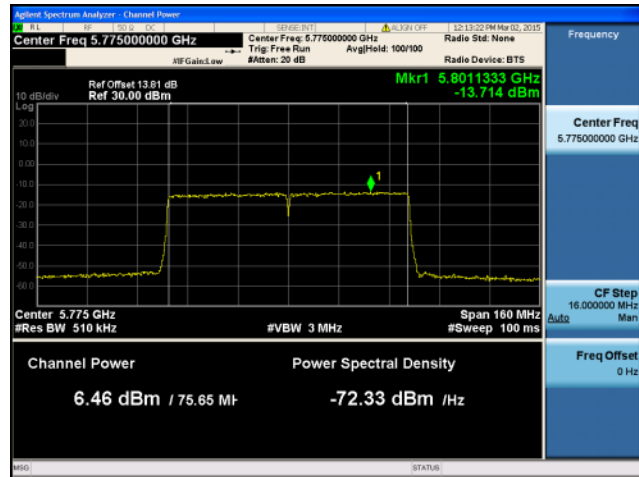 Agilent Spectrum Analyzer - Channel Power
RL RF 50 Ω DC SENSE:INT ALIGN OFF 12:13:22 PM Mar 02, 2015
Center Freq 5.775000000 GHz
Center Freq: 5.775000000 GHz
Radio Std: None
Trig: Free Run Avg|Hold: 100/100
#IFGain:Low #Atten: 20 dB Radio Device: BTS
Mkr1 5.8011333 GHz
-13.714 dBm
Ref Offset 13.81 dB
10 dB/div Ref 30.00 dBm
Log
20.0
10.0
0.00
-10.0
-20.0
-30.0
-40.0
-50.0
-60.0
1
Center 5.775 GHz Span 160 MHz
#Res BW 510 kHz #VBW 3 MHz #Sweep 100 ms
Channel Power Power Spectral Density
6.46 dBm / 75.65 MH -72.33 dBm /Hz
MSG STATUS
Frequency
Center Freq
5.775000000 GHz
CF Step
16.000000 MHz
Auto Man
Freq Offset
0 Hz